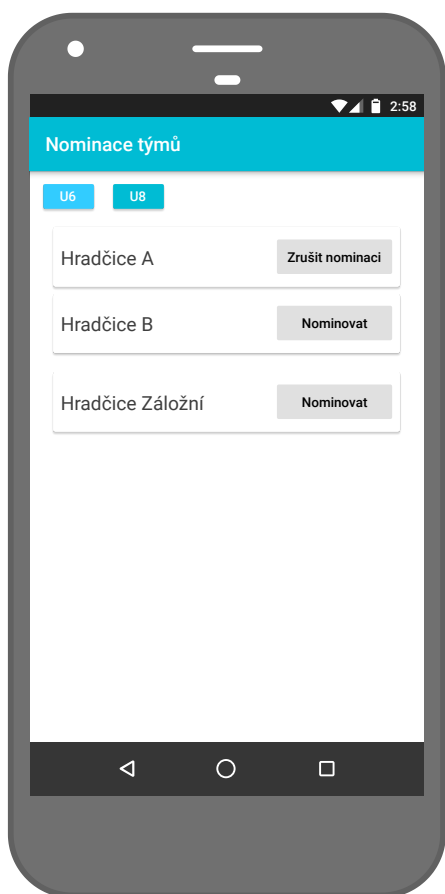 2:58
Nominace týmů
U6 U8
Hradčice A Zrušit nominaci
Hradčice B Nominovat
Hradčice Záložní Nominovat